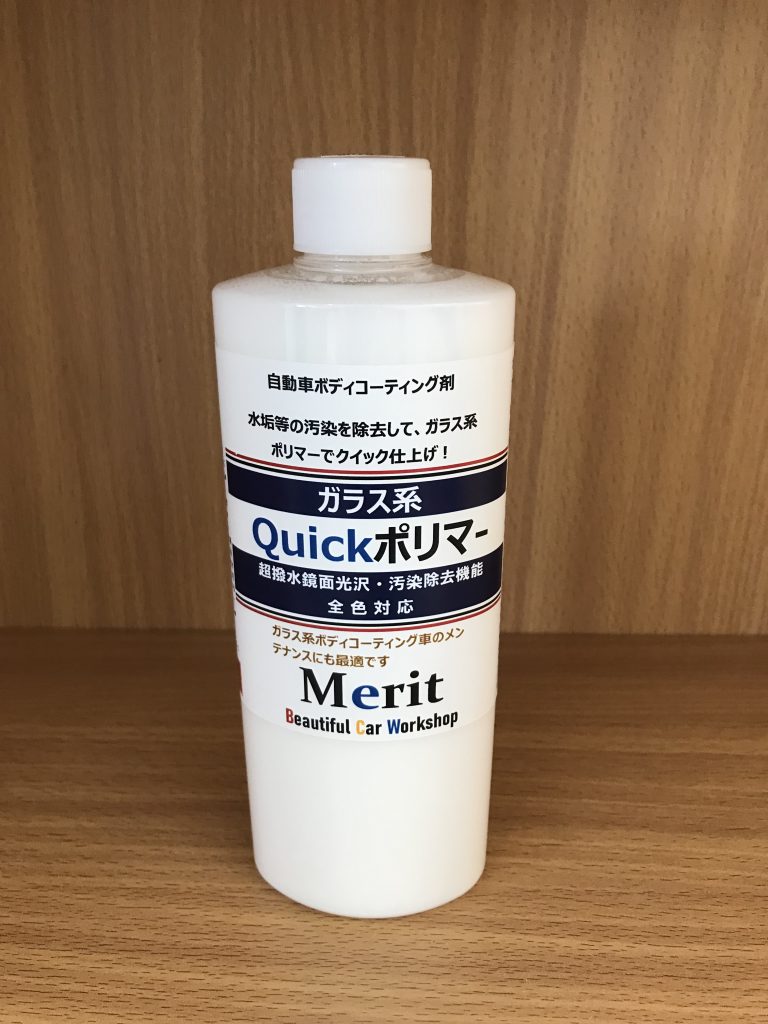 自動車ボディコーティング剤
水垢等の汚染を除去して、ガラス系
ポリマーでクイック仕上げ！
ガラス系
Quickポリマー
超撥水鏡面光沢・汚染除去機能
全色対応
ガラス系ボディコーティング車のメン
テナンスにも最適です
Merit
Beautiful Car Workshop